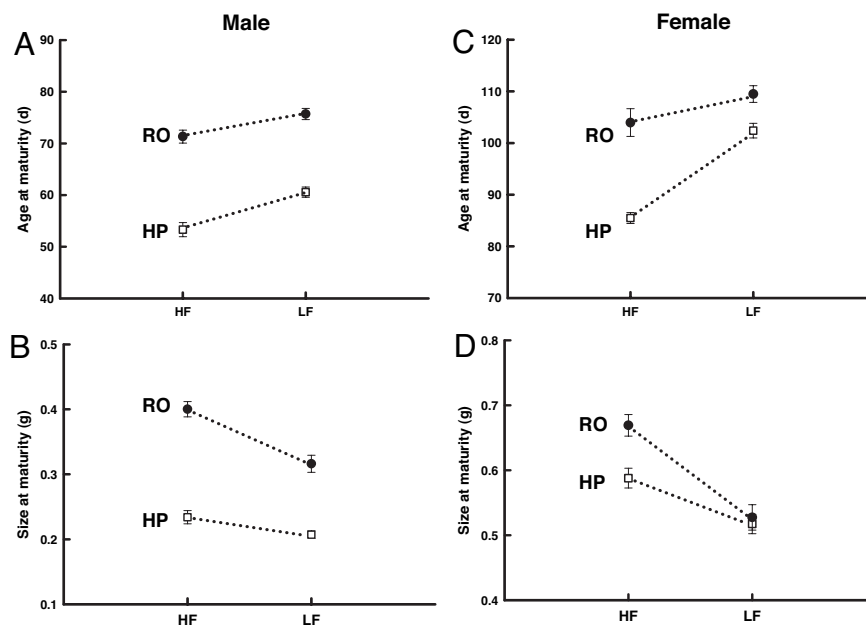 Male
A
Age at maturity (d)
90
80
70
60
50
40
RO
HP
HF
LF
Female
C
Age at maturity (d)
120
110
100
90
80
70
RO
HP
HF
LF
B
Size at maturity (g)
0.5
0.4
0.3
0.2
0.1
RO
HP
HF
LF
D
Size at maturity (g)
0.8
0.7
0.6
0.5
0.4
RO
HP
HF
LF